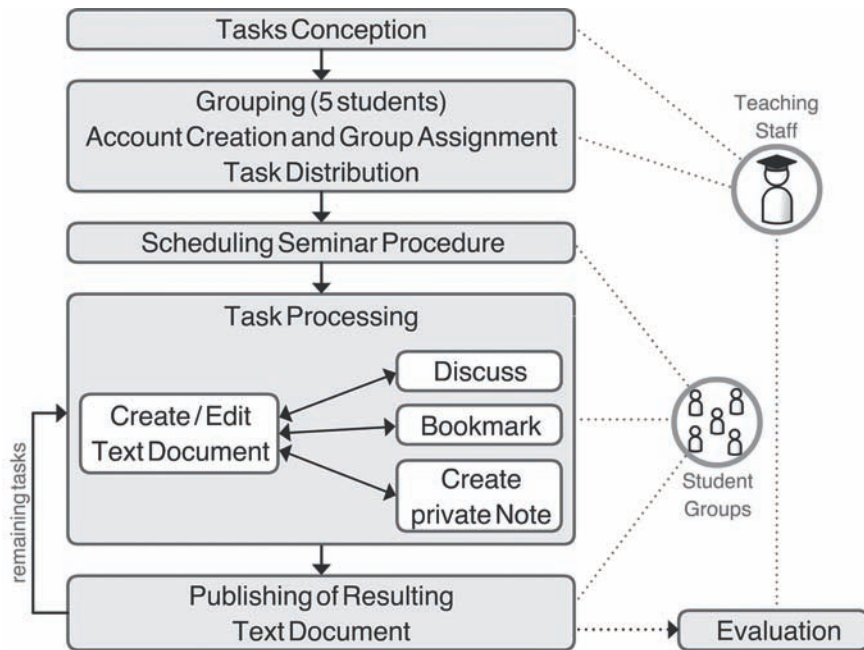 Tasks Conception
Grouping (5 students)
Account Creation and Group Assignment
Task Distribution
Teaching
Staff
Scheduling Seminar Procedure
Task Processing
Create / Edit
Text Document
Discuss
Bookmark
Create
private Note
Student
Groups
remaining tasks
Publishing of Resulting
Text Document
Evaluation